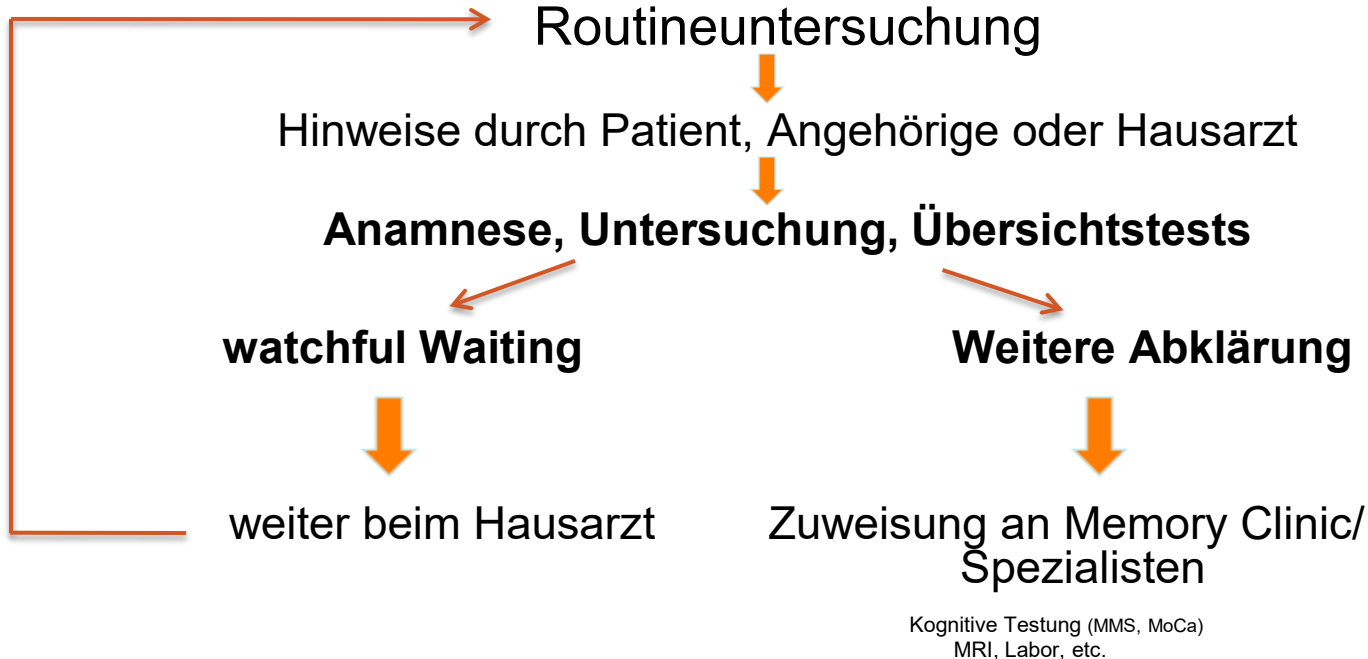 Routineuntersuchung
Hinweise durch Patient, Angehörige oder Hausarzt
Anamnese, Untersuchung, Übersichtstests
watchful Waiting
Weitere Abklärung
weiter beim Hausarzt
Zuweisung an Memory Clinic/
Spezialisten
Kognitive Testung (MMS, MoCa)
MRI, Labor, etc.